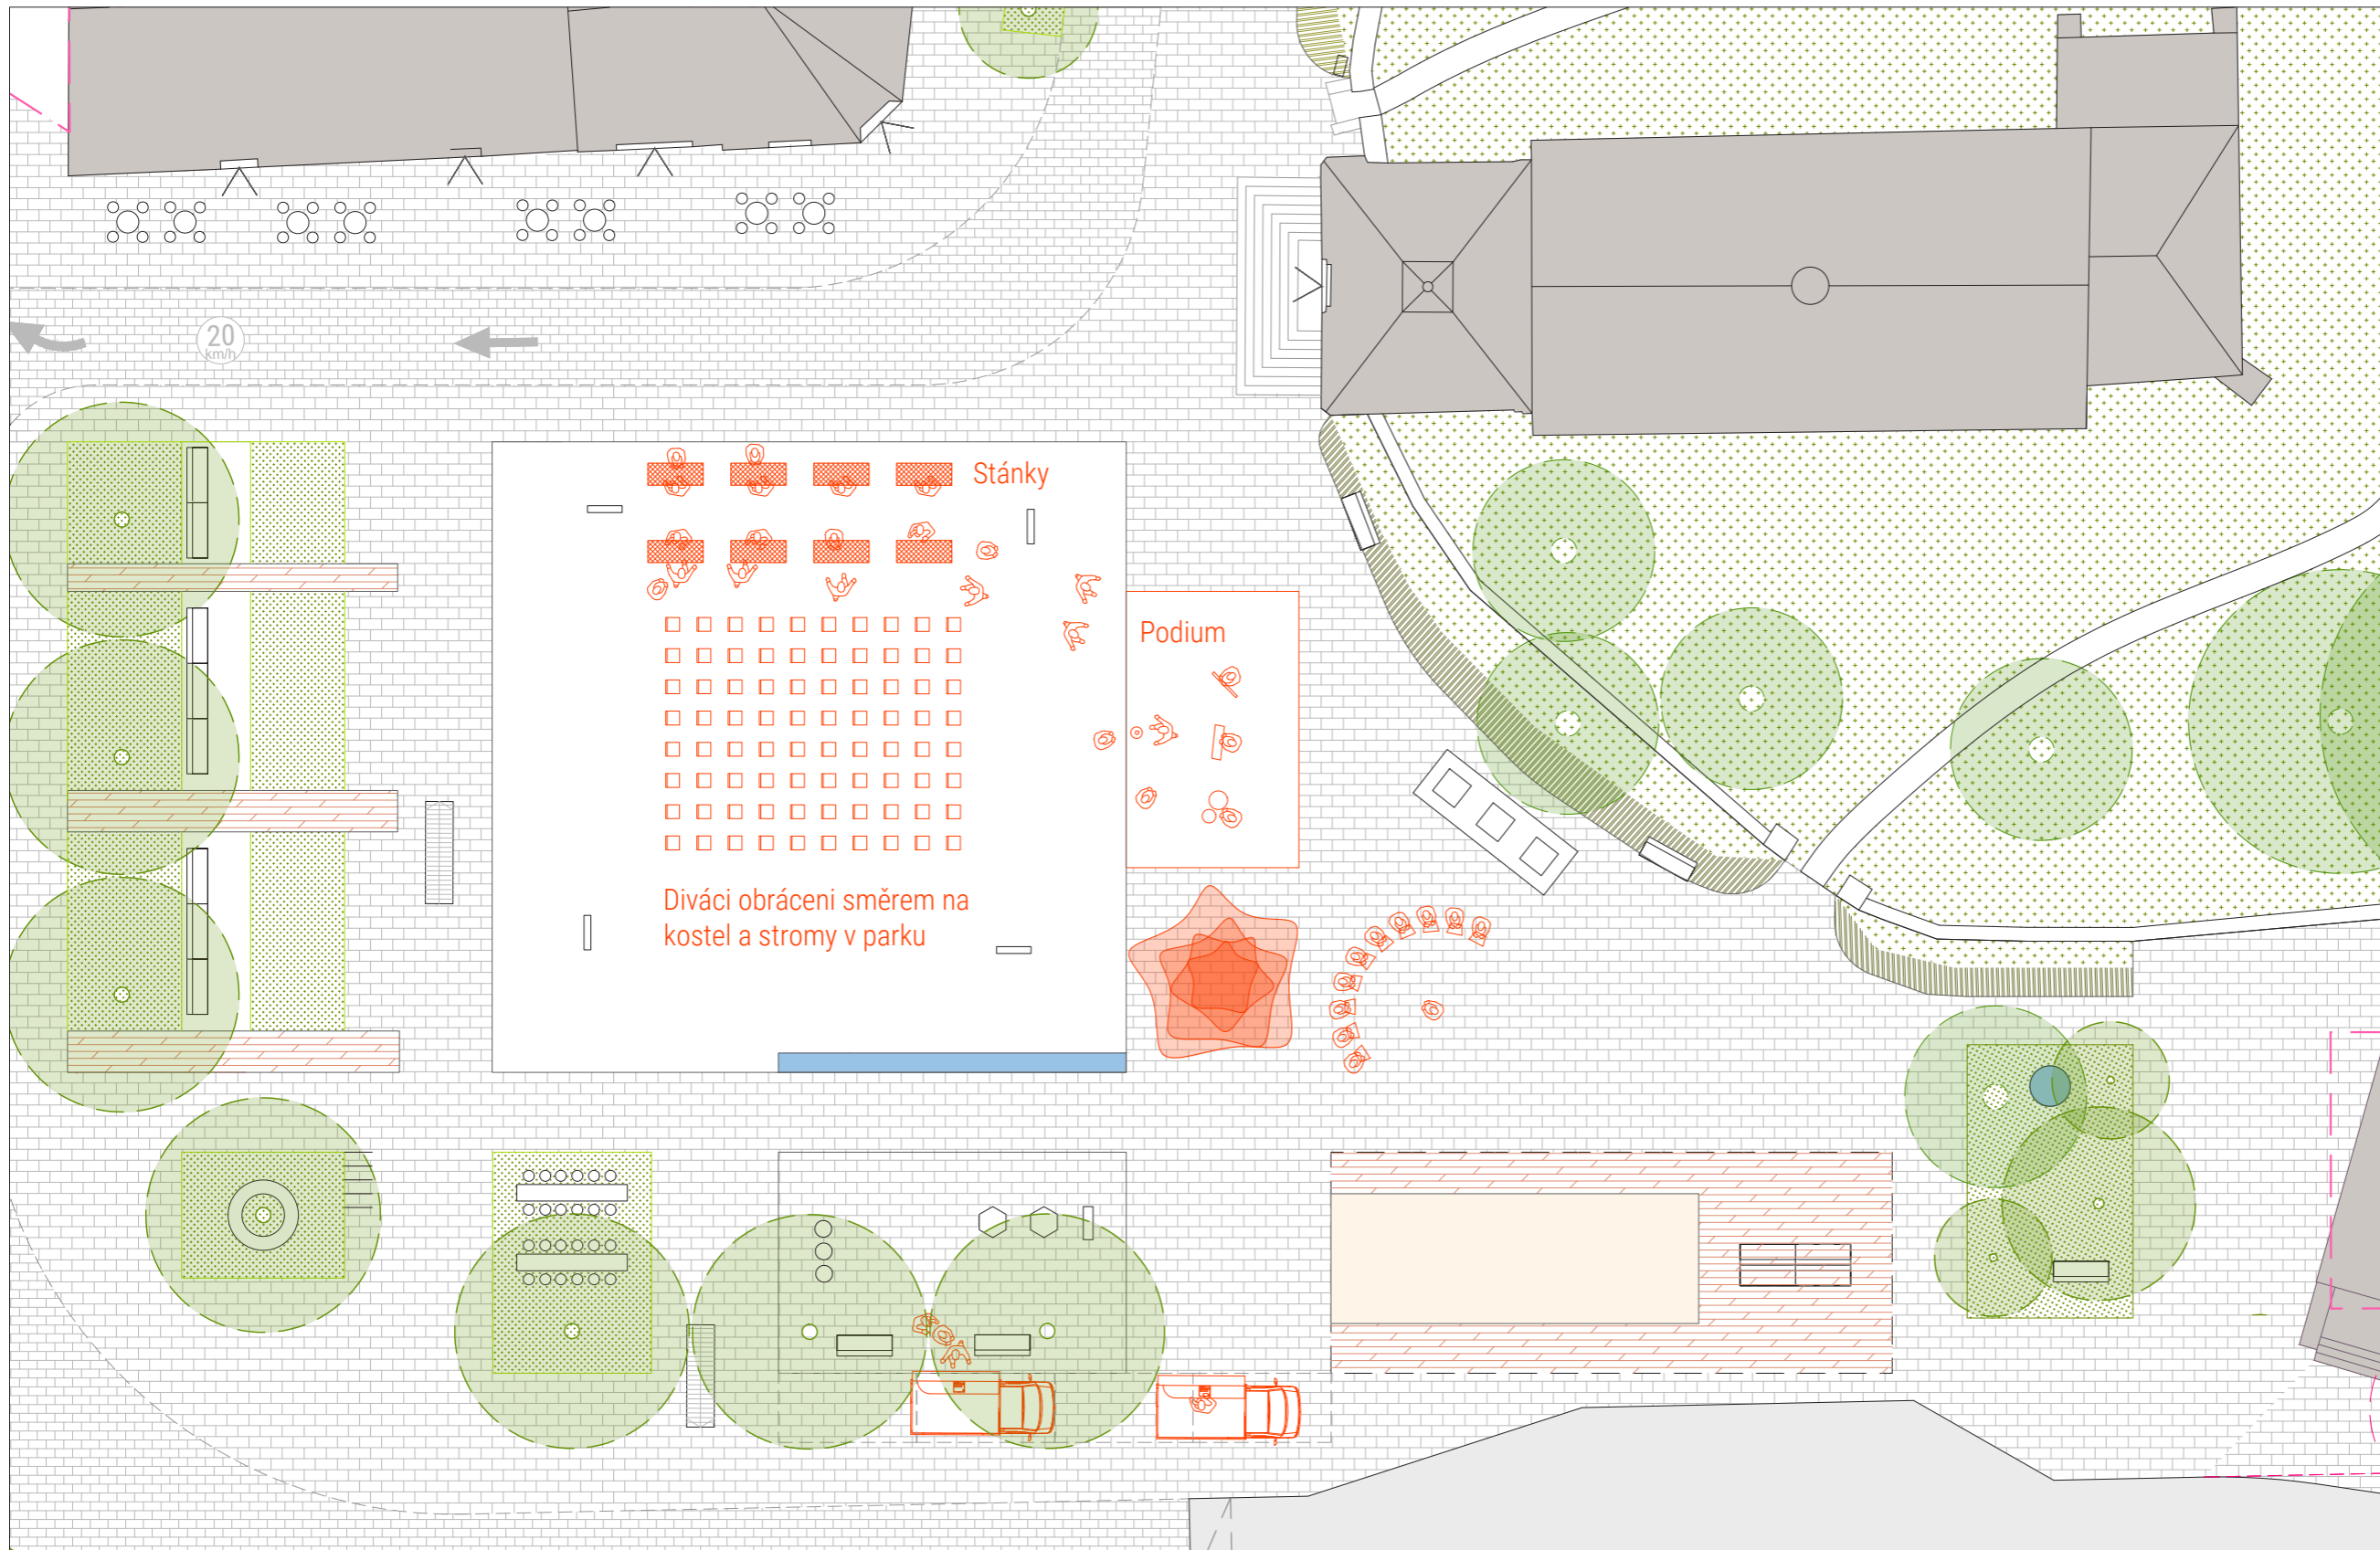 20
km/h
Stánky
Podium
Diváci obráceni směrem na
kostel a stromy v parku